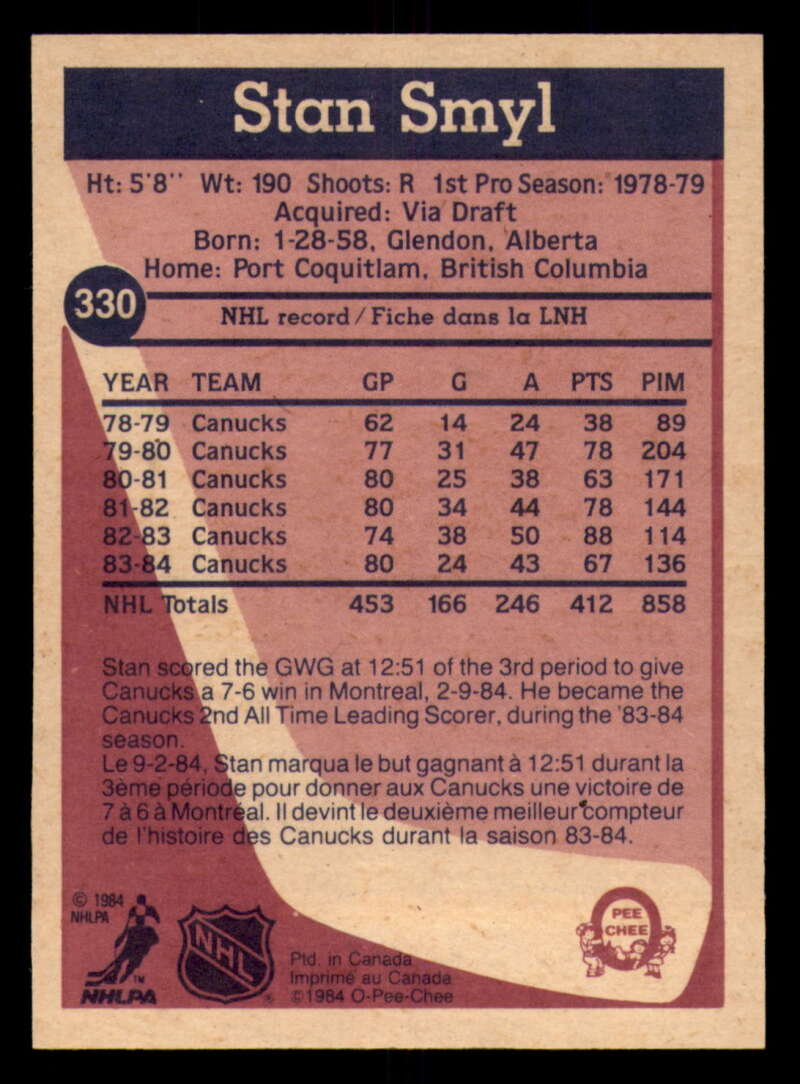 Stan Smyl
Ht: 5'8'' Wt: 190 Shoots: R 1st Pro Season: 1978-79
Acquired: Via Draft
Born: 1-28-58, Glendon, Alberta
Home: Port Coquitlam, British Columbia
330
NHL record/Fiche dans la LNH
YEAR TEAM GP G A PTS PIM
78-79 Canucks 62 14 24 38 89
79-80 Canucks 77 31 47 78 204
80-81 Canucks 80 25 38 63 171
81-82 Canucks 80 34 44 78 144
82-83 Canucks 74 38 50 88 114
83-84 Canucks 80 24 43 67 136
NHL Totals 453 166 246 412 858
Stan scored the GWG at 12:51 of the 3rd period to give
Canucks a 7-6 win in Montreal, 2-9-84. He became the
Canucks 2nd All Time Leading Scorer, during the '83-84
season.
Le 9-2-84, Stan marqua le but gagnant à 12:51 durant la
3ème période pour donner aux Canucks une victoire de
7 à 6 à Montréal. Il devint le deuxième meilleur compteur
de l'histoire des Canucks durant la saison 83-84.
© 1984
NHLPA
TM
NHLPA
NHL
®
Ptd. in Canada
Imprimé au Canada
©1984 O-Pee-Chee
PEE
CHEE